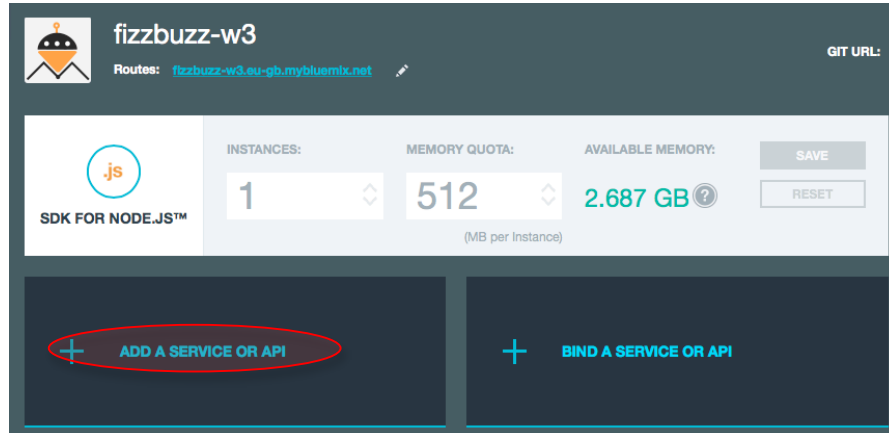 fizzbuzz-w3
Routes: fizzbuzz-w3.eu-gb.mybluemix.net
GIT URL:
.js
SDK FOR NODE.JS™
INSTANCES:
1
MEMORY QUOTA:
512
(MB per Instance)
AVAILABLE MEMORY:
2.687 GB ?
SAVE
RESET
+ ADD A SERVICE OR API
+ BIND A SERVICE OR API